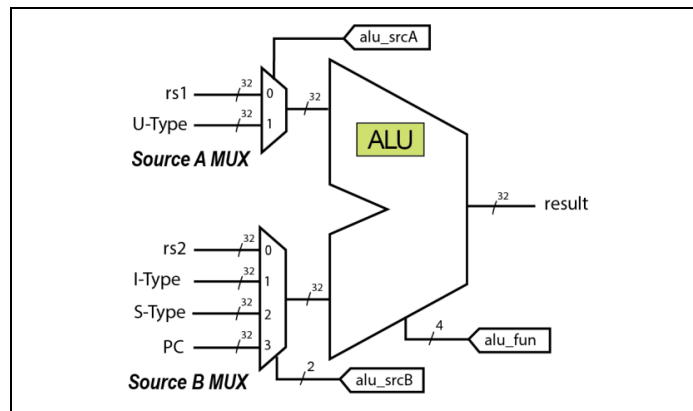 alu_srcA
rs1 32 0 32
U-Type 32 1
Source A MUX
ALU
32 result
rs2 32 0
I-Type 32 1 32
S-Type 32 2
PC 32 3
4 alu_fun
Source B MUX 2 alu_srcB